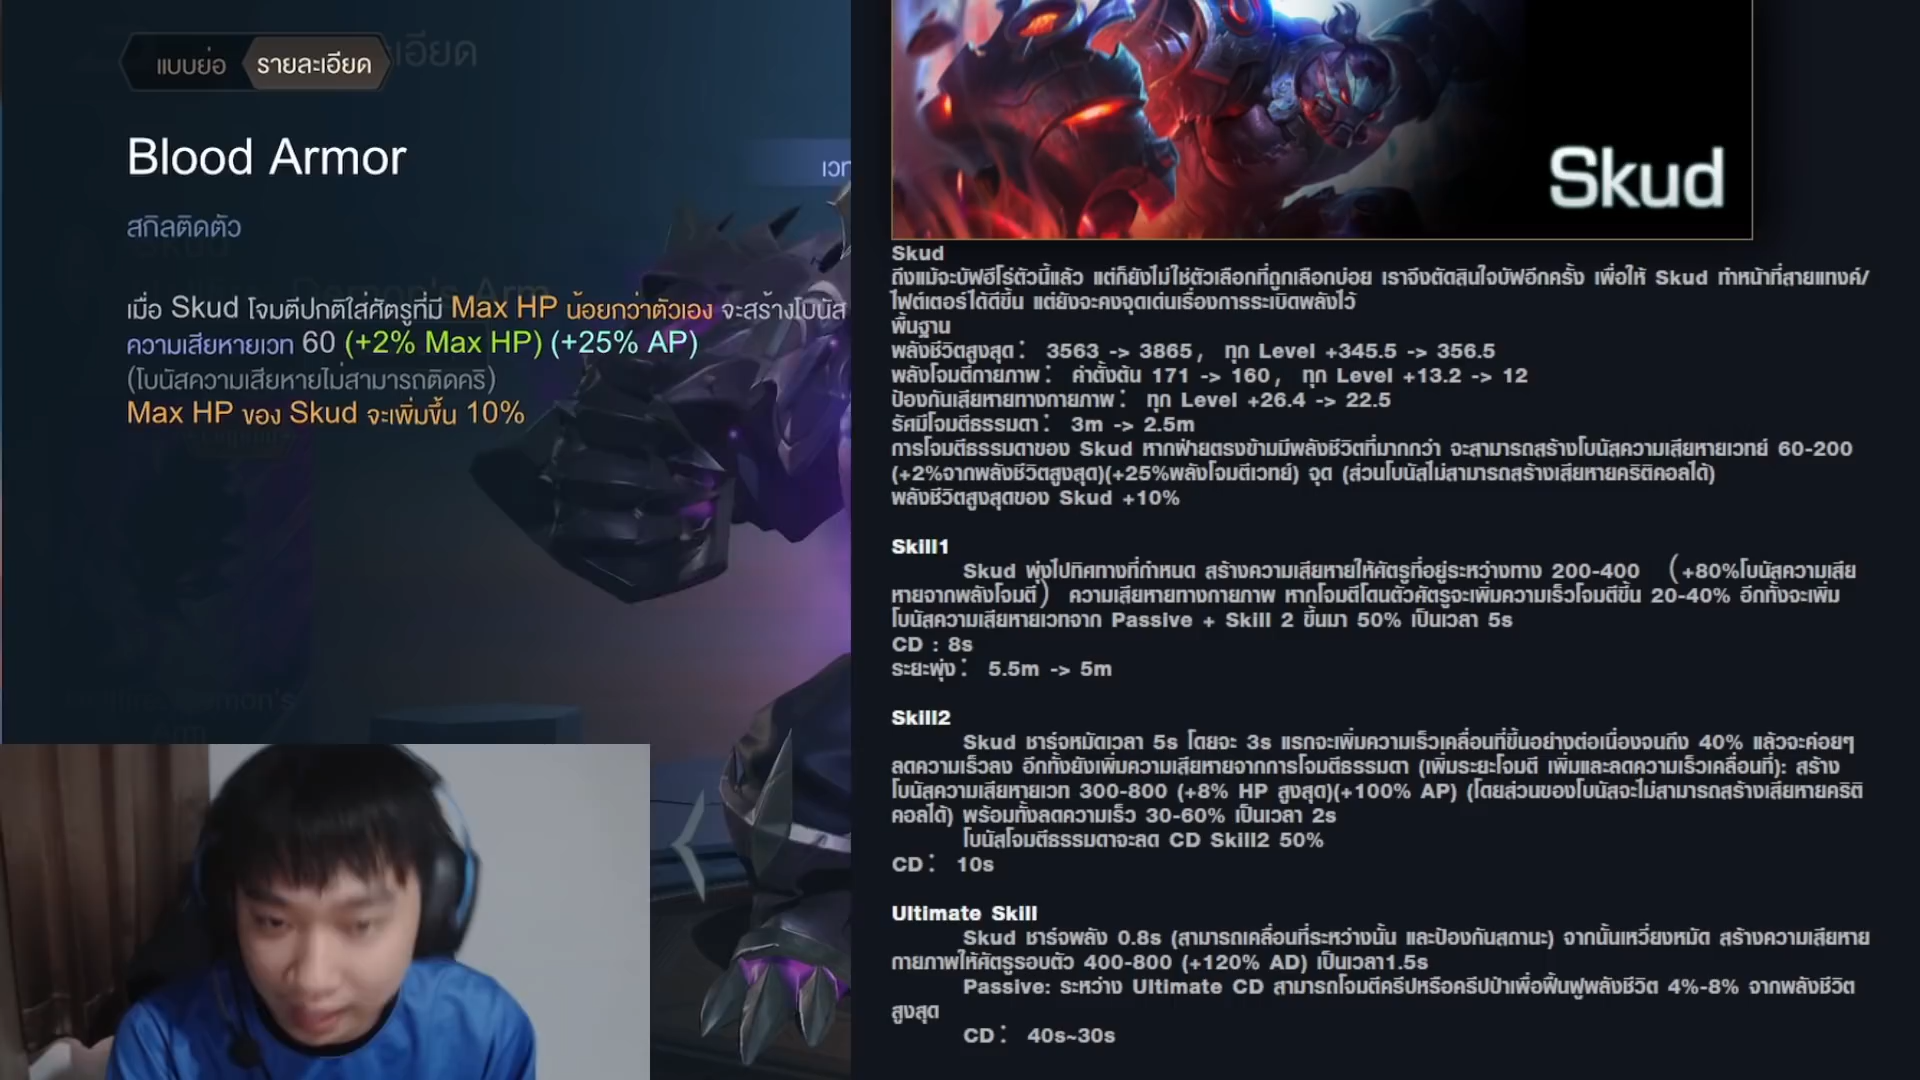 แบบย่อ
รายละเอียด
Blood Armor
สกิลติดตัว
เมื่อ Skud โจมตีปกติใส่ศัตรูที่มี Max HP น้อยกว่าตัวเอง จะสร้างโบนัส
ความเสียหายเวท 60 (+2% Max HP) (+25% AP)
(โบนัสความเสียหายไม่สามารถติดคริ)
Max HP ของ Skud จะเพิ่มขึ้น 10%
Skud
Skud
ถึงแม้จะบัฟฮีโร่ตัวนี้แล้ว แต่ก็ยังไม่ใช่ตัวเลือกที่ถูกเลือกบ่อย เราจึงตัดสินใจบัฟอีกครั้ง เพื่อให้ Skud ทำหน้าที่สายแทงค์/
ไฟต์เตอร์ได้ดีขึ้น แต่ยังจะคงจุดเด่นเรื่องการระเบิดพลังไว้
พื้นฐาน
พลังชีวิตสูงสุด： 3563 -> 3865， ทุก Level +345.5 -> 356.5
พลังโจมตีกายภาพ： ค่าตั้งต้น 171 -> 160， ทุก Level +13.2 -> 12
ป้องกันเสียหายทางกายภาพ： ทุก Level +26.4 -> 22.5
รัศมีโจมตีธรรมดา： 3m -> 2.5m
การโจมตีธรรมดาของ Skud หากฝ่ายตรงข้ามมีพลังชีวิตที่มากกว่า จะสามารถสร้างโบนัสความเสียหายเวทย์ 60-200
(+2%จากพลังชีวิตสูงสุด)(+25%พลังโจมตีเวทย์) จุด (ส่วนโบนัสไม่สามารถสร้างเสียหายคริติคอลได้)
พลังชีวิตสูงสุดของ Skud +10%
Skill1
Skud พุ่งไปทิศทางที่กำหนด สร้างความเสียหายให้ศัตรูที่อยู่ระหว่างทาง 200-400 （+80%โบนัสความเสีย
หายจากพลังโจมตี） ความเสียหายทางกายภาพ หากโจมตีโดนตัวศัตรูจะเพิ่มความเร็วโจมตีขึ้น 20-40% อีกทั้งจะเพิ่ม
โบนัสความเสียหายเวทจาก Passive + Skill 2 ขึ้นมา 50% เป็นเวลา 5s
CD : 8s
ระยะพุ่ง： 5.5m -> 5m
Skill2
Skud ชาร์จหมัดเวลา 5s โดยจะ 3s แรกจะเพิ่มความเร็วเคลื่อนที่ขึ้นอย่างต่อเนื่องจนถึง 40% แล้วจะค่อยๆ
ลดความเร็วลง อีกทั้งยังเพิ่มความเสียหายจากการโจมตีธรรมดา (เพิ่มระยะโจมตี เพิ่มและลดความเร็วเคลื่อนที่): สร้าง
โบนัสความเสียหายเวท 300-800 (+8% HP สูงสุด)(+100% AP) (โดยส่วนของโบนัสจะไม่สามารถสร้างเสียหายคริติ
คอลได้) พร้อมทั้งลดความเร็ว 30-60% เป็นเวลา 2s
โบนัสโจมตีธรรมดาจะลด CD Skill2 50%
CD： 10s
Ultimate Skill
Skud ชาร์จพลัง 0.8s (สามารถเคลื่อนที่ระหว่างนั้น และป้องกันสถานะ) จากนั้นเหวี่ยงหมัด สร้างความเสียหาย
กายภาพให้ศัตรูรอบตัว 400-800 (+120% AD) เป็นเวลา1.5s
Passive: ระหว่าง Ultimate CD สามารถโจมตีครีปหรือครีปป่าเพื่อฟื้นฟูพลังชีวิต 4%-8% จากพลังชีวิต
สูงสุด
CD： 40s~30s